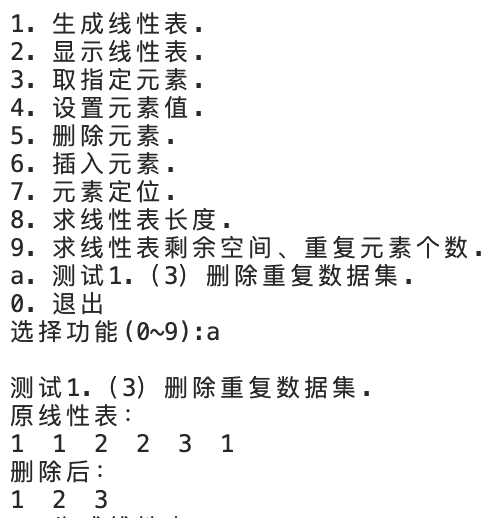 1. 生成线性表.
2. 显示线性表.
3. 取指定元素.
4. 设置元素值.
5. 删除元素.
6. 插入元素.
7. 元素定位.
8. 求线性表长度.
9. 求线性表剩余空间、重复元素个数.
a. 测试1.（3）删除重复数据集.
0. 退出
选择功能(0~9):a
测试1.（3）删除重复数据集.
原线性表：
1  1  2  2  3  1
删除后：
1  2  3